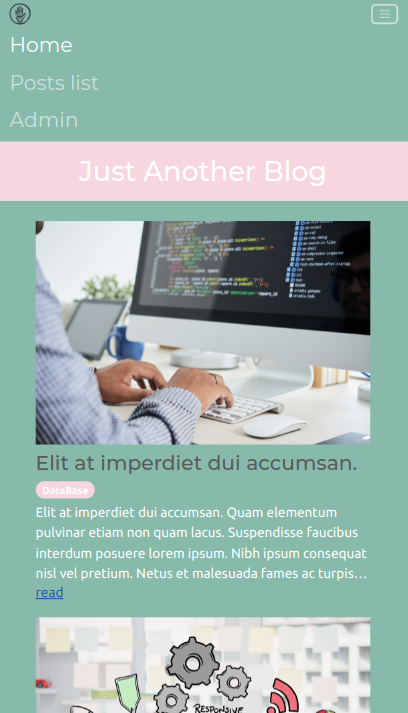 Home
Posts list
Admin
Just Another Blog
Elit at imperdiet dui accumsan.
DataBase
Elit at imperdiet dui accumsan. Quam elementum
pulvinar etiam non quam lacus. Suspendisse faucibus
interdum posuere lorem ipsum. Nibh ipsum consequat
nisl vel pretium. Netus et malesuada fames ac turpis...
read
RESPONSIVE